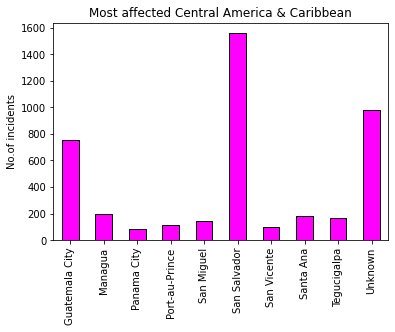 Most affected Central America & Caribbean
No.of incidents
1600
1400
1200
1000
800
600
400
200
0
Guatemala City
Managua
Panama City
Port-au-Prince
San Miguel
San Salvador
San Vicente
Santa Ana
Tegucigalpa
Unknown